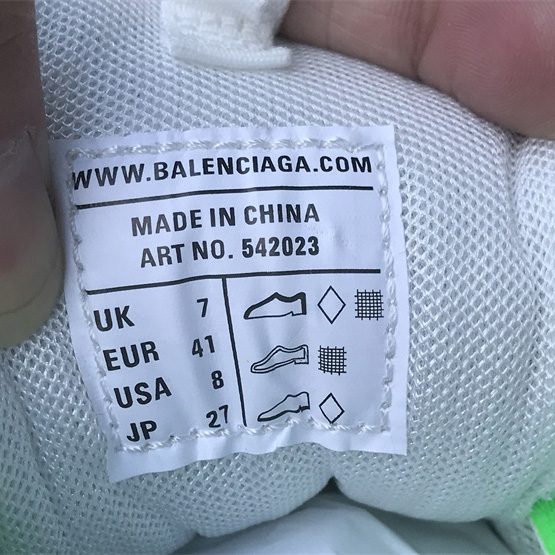 WWW.BALENCIAGA.COM
MADE IN CHINA
ART NO. 542023
UK 7
EUR 41
USA 8
JP 27